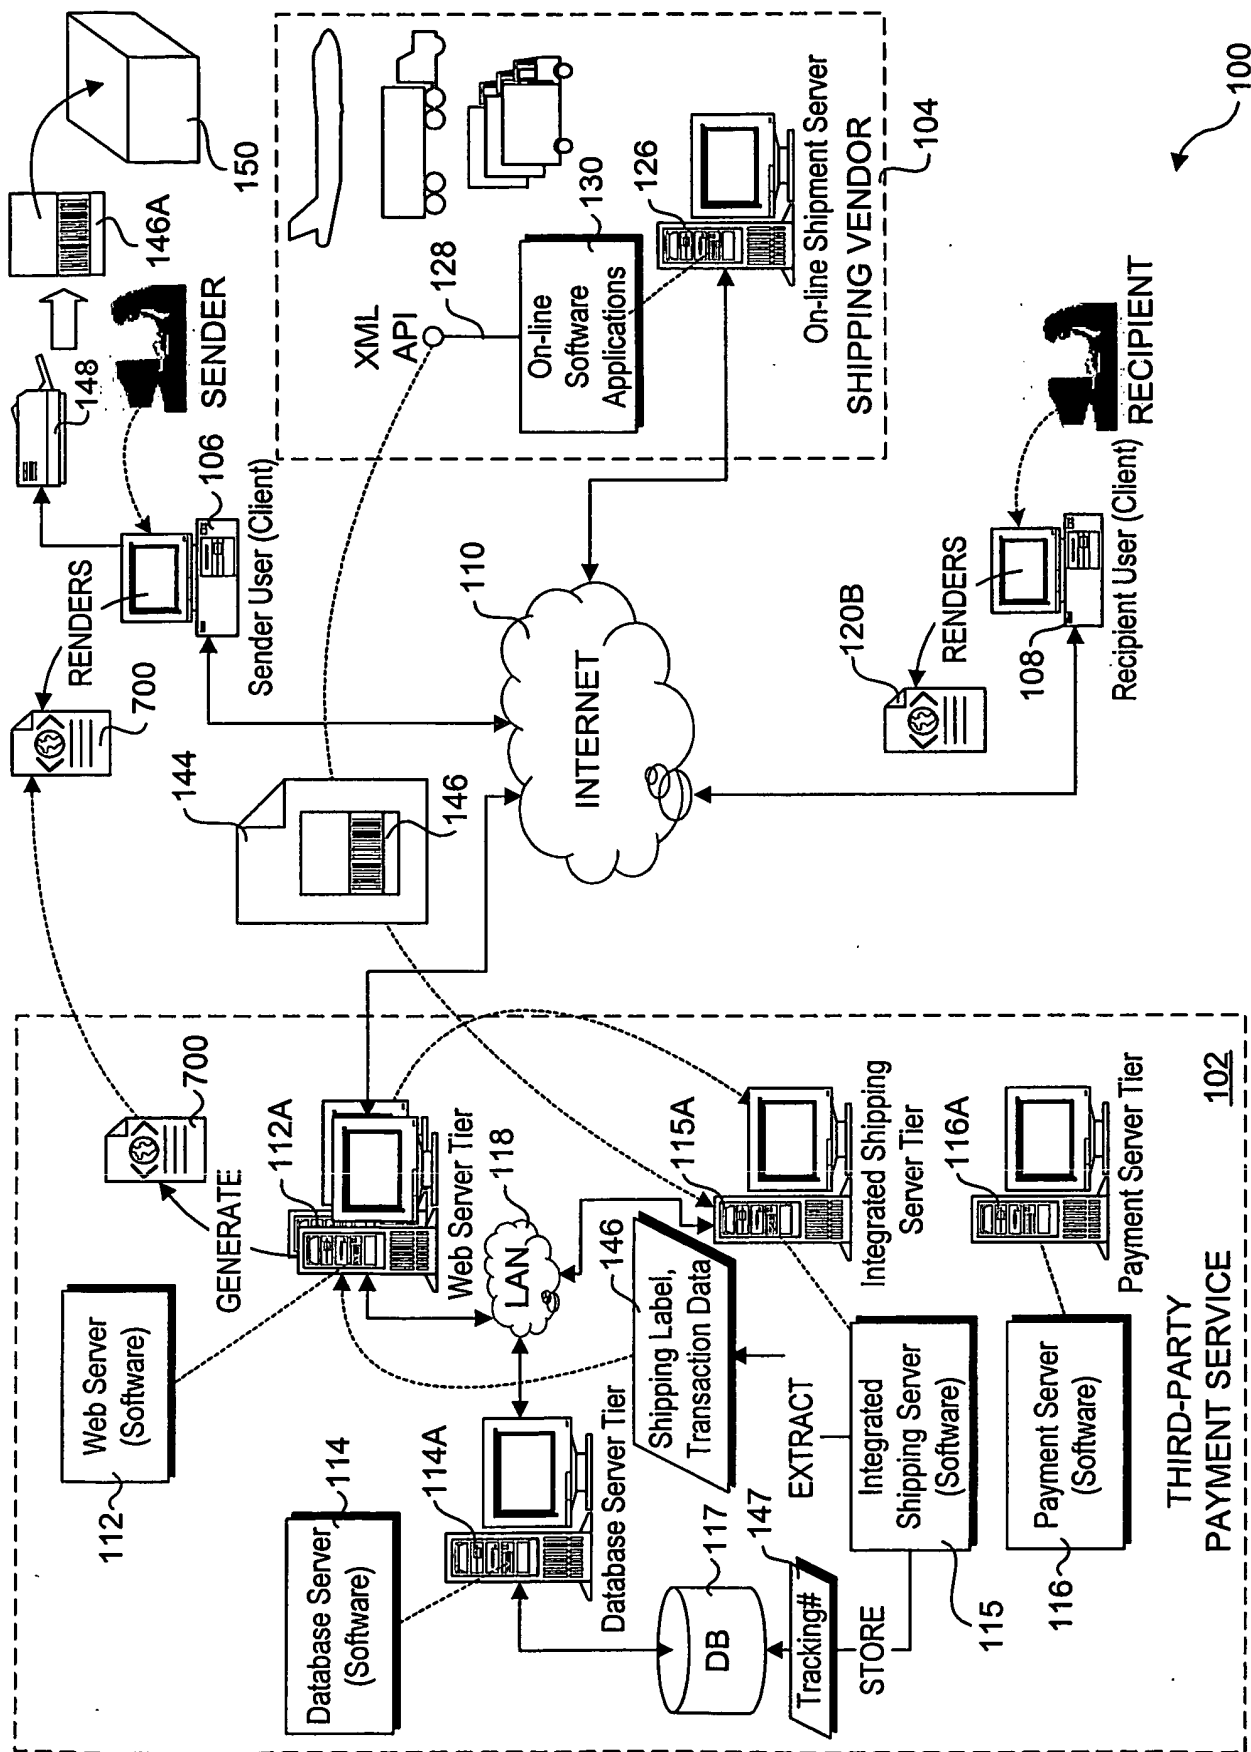 Web Server
(Software)
112
Database Server
(Software)
114
GENERATE
700
112A
Web Server Tier
114A
Database Server Tier
LAN
118
DB
117
Tracking#
147
STORE
EXTRACT
Shipping Label,
Transaction Data
146
Integrated
Shipping Server
(Software)
115
115A
Integrated Shipping
Server Tier
Payment Server
(Software)
116
116A
Payment Server Tier
THIRD-PARTY
PAYMENT SERVICE
102
700
RENDERS
144
146
INTERNET
110
106
Sender User (Client)
SENDER
148
146A
150
XML
API
128
On-line
Software
Applications
130
126
On-line Shipment Server
SHIPPING VENDOR
104
120B
RENDERS
108
Recipient User (Client)
RECIPIENT
100